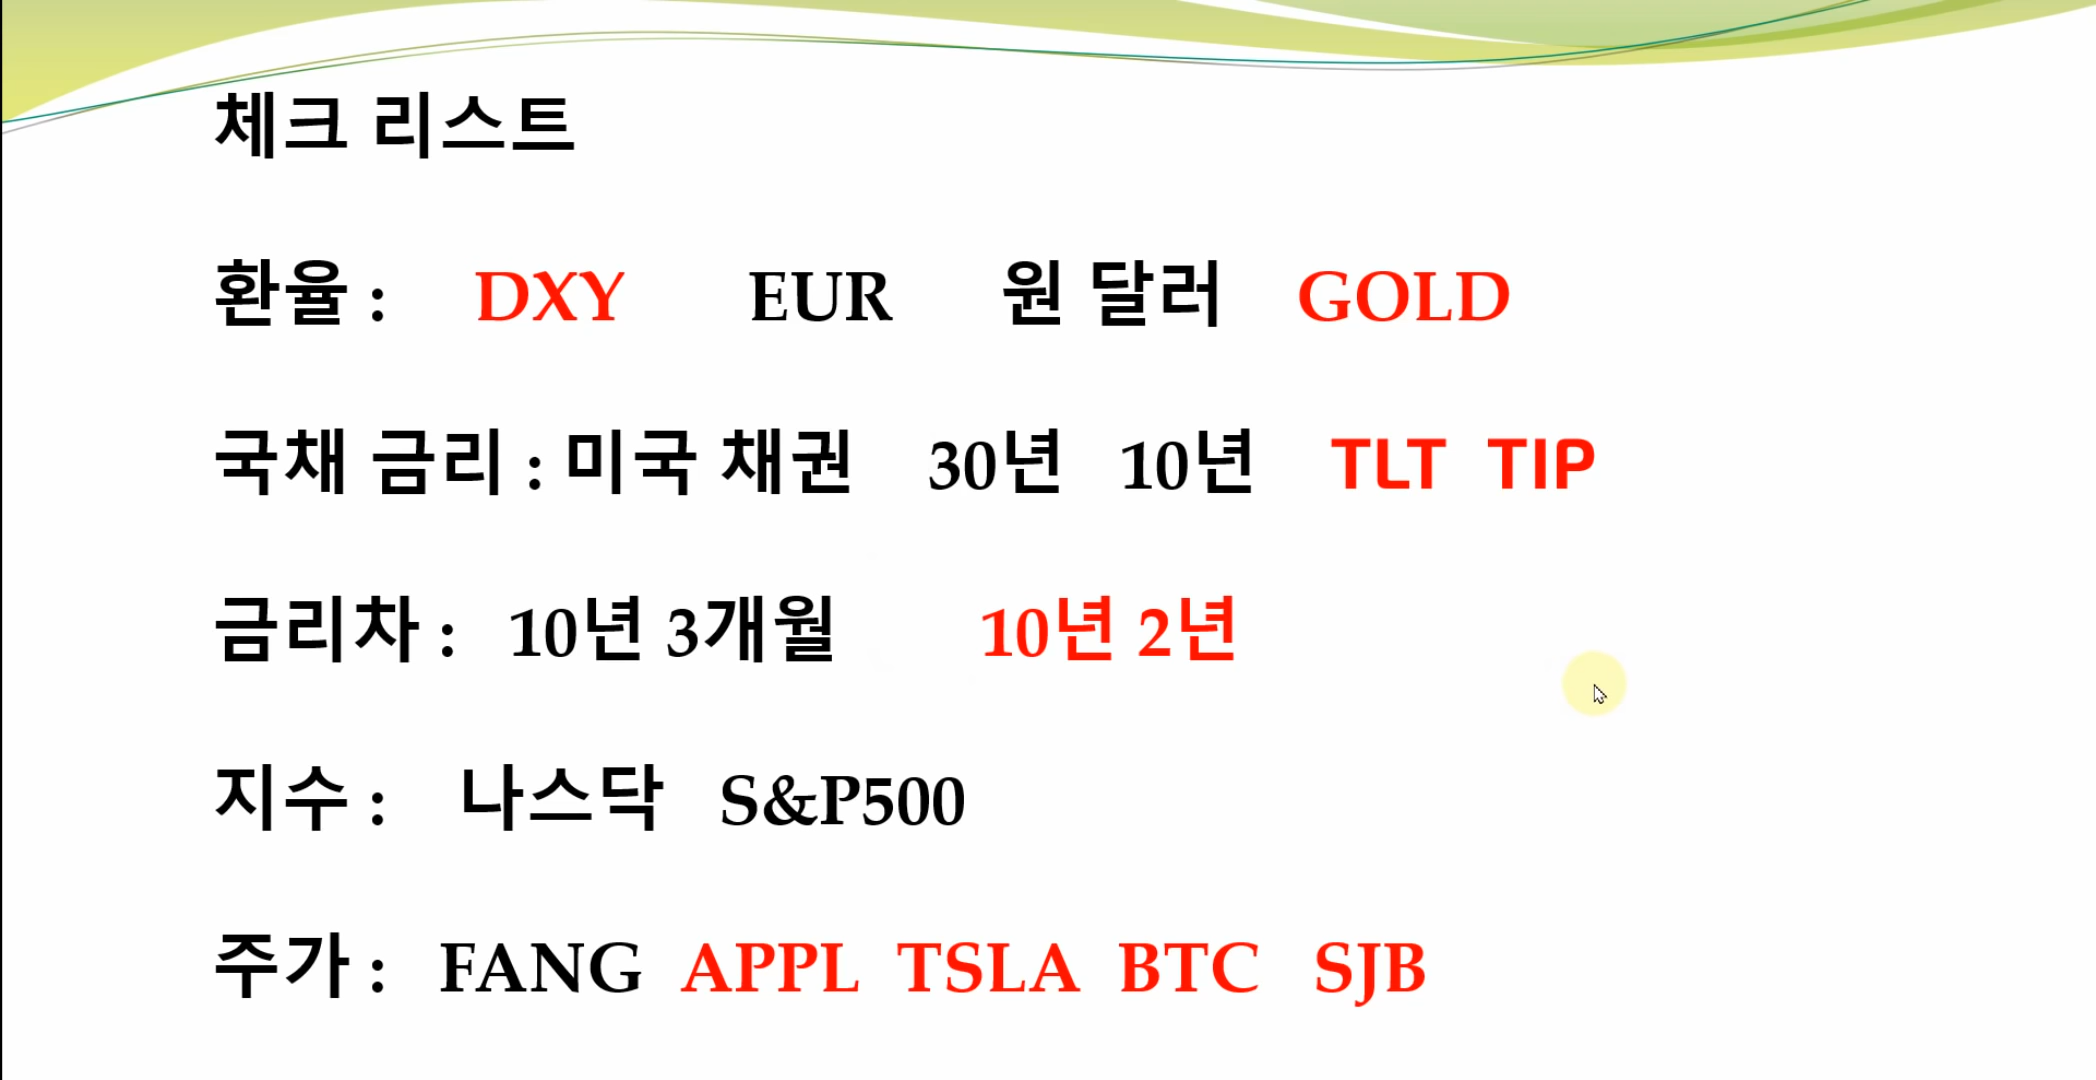 체크 리스트
환율 : DXY EUR 원 달러 GOLD
국채 금리 : 미국 채권 30년 10년 TLT TIP
금리차 : 10년 3개월 10년 2년
지수 : 나스닥 S&P500
주가 : FANG APPL TSLA BTC SJB